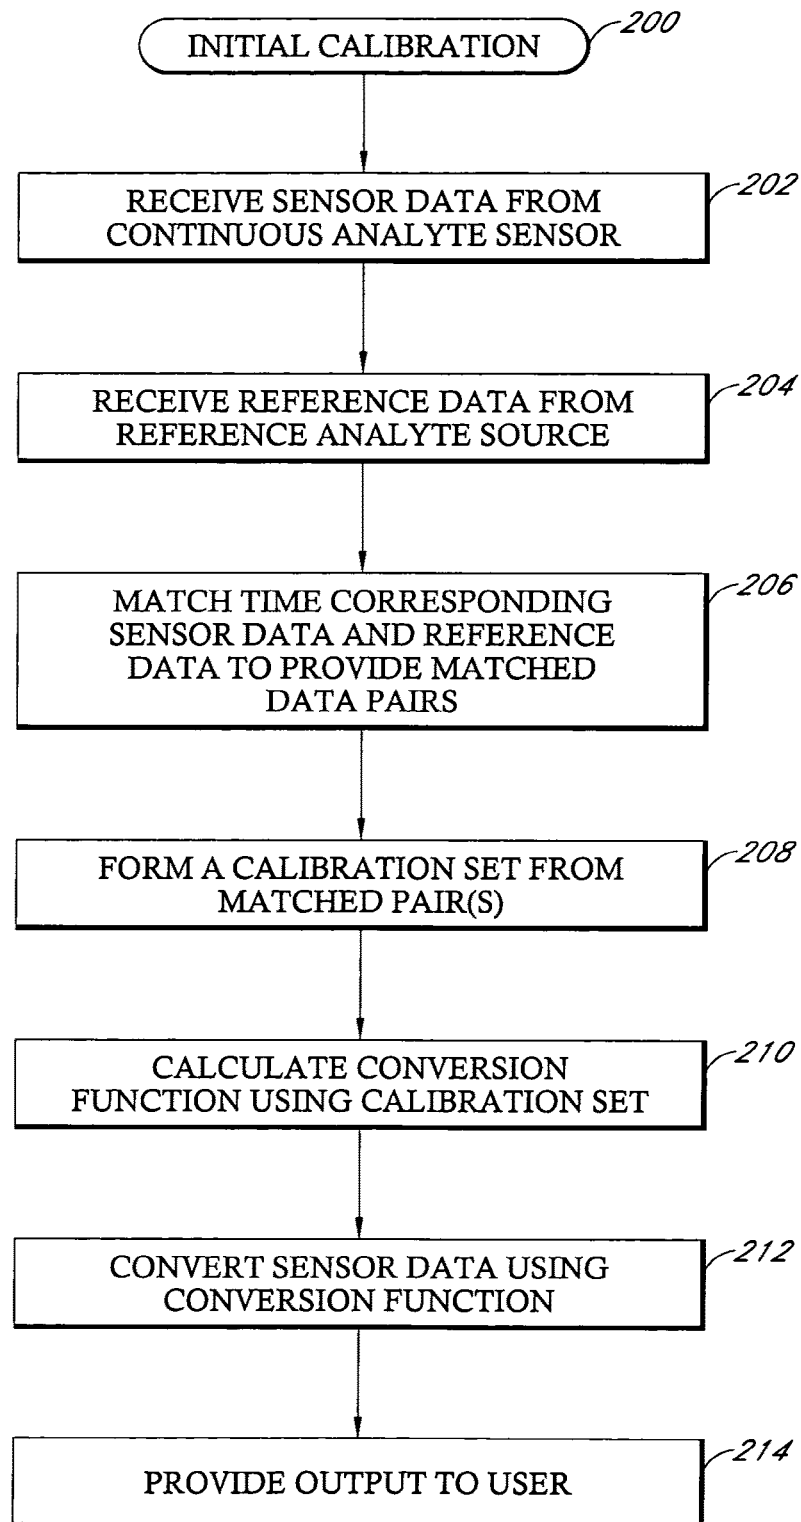 INITIAL CALIBRATION
200
RECEIVE SENSOR DATA FROM
CONTINUOUS ANALYTE SENSOR
202
RECEIVE REFERENCE DATA FROM
REFERENCE ANALYTE SOURCE
204
MATCH TIME CORRESPONDING
SENSOR DATA AND REFERENCE
DATA TO PROVIDE MATCHED
DATA PAIRS
206
FORM A CALIBRATION SET FROM
MATCHED PAIR(S)
208
CALCULATE CONVERSION
FUNCTION USING CALIBRATION SET
210
CONVERT SENSOR DATA USING
CONVERSION FUNCTION
212
PROVIDE OUTPUT TO USER
214